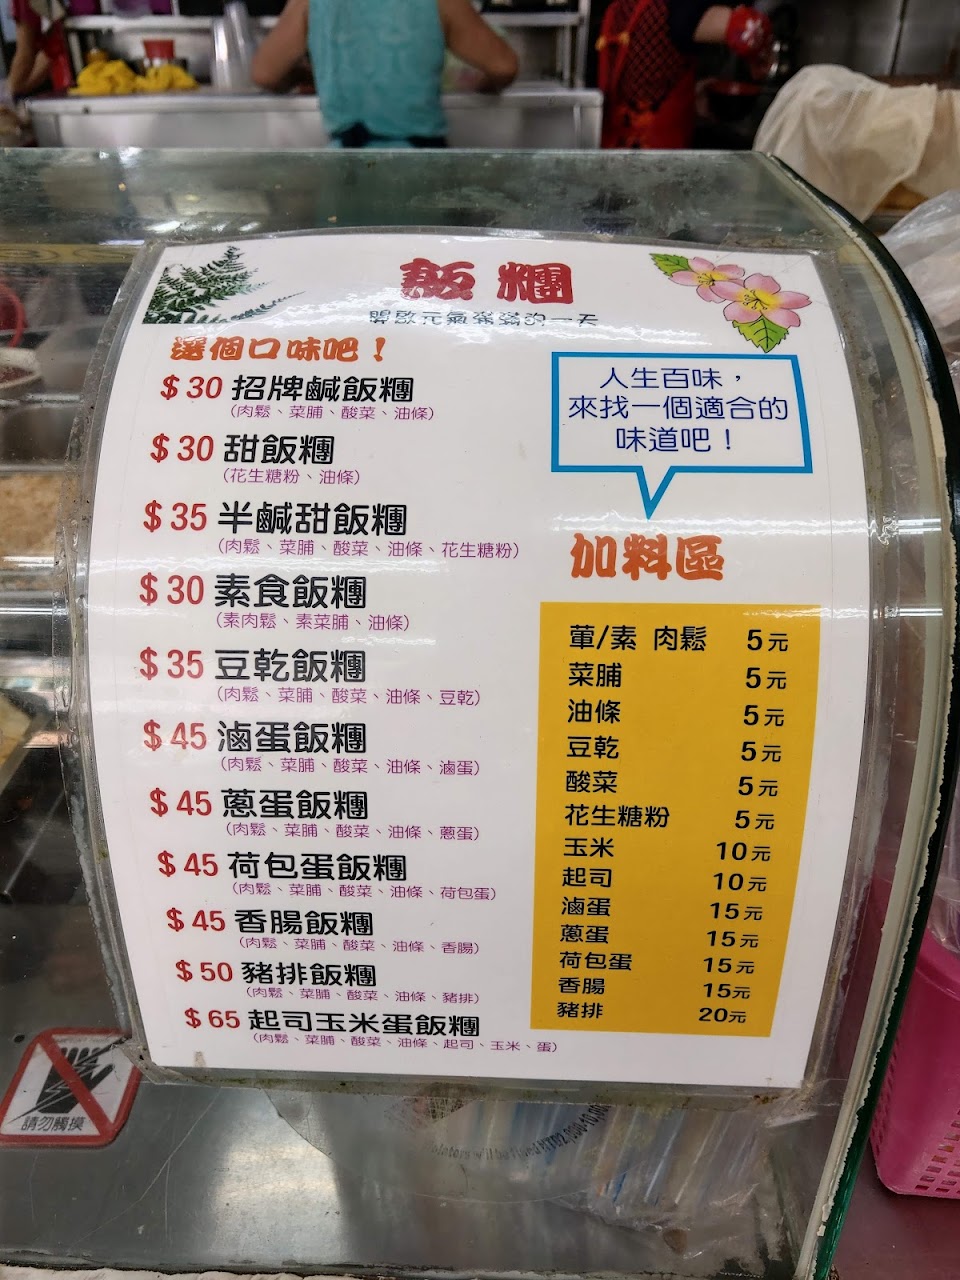 飯糰
開啟元氣滿滿的一天
選個口味吧！
$30 招牌鹹飯糰
(肉鬆、菜脯、酸菜、油條)
$30 甜飯糰
(花生糖粉、油條)
$35 半鹹甜飯糰
(肉鬆、菜脯、酸菜、油條、花生糖粉)
$30 素食飯糰
(素肉鬆、素菜脯、油條)
$35 豆乾飯糰
(肉鬆、菜脯、酸菜、油條、豆乾)
$45 滷蛋飯糰
(肉鬆、菜脯、酸菜、油條、滷蛋)
$45 蔥蛋飯糰
(肉鬆、菜脯、酸菜、油條、蔥蛋)
$45 荷包蛋飯糰
(肉鬆、菜脯、酸菜、油條、荷包蛋)
$45 香腸飯糰
(肉鬆、菜脯、酸菜、油條、香腸)
$50 豬排飯糰
(肉鬆、菜脯、酸菜、油條、豬排)
$65 起司玉米蛋飯糰
(肉鬆、菜脯、酸菜、油條、起司、玉米、蛋)
人生百味，
來找一個適合的
味道吧！
加料區
葷/素 肉鬆 5元
菜脯 5元
油條 5元
豆乾 5元
酸菜 5元
花生糖粉 5元
玉米 10元
起司 10元
滷蛋 15元
蔥蛋 15元
荷包蛋 15元
香腸 15元
豬排 20元
請勿觸摸